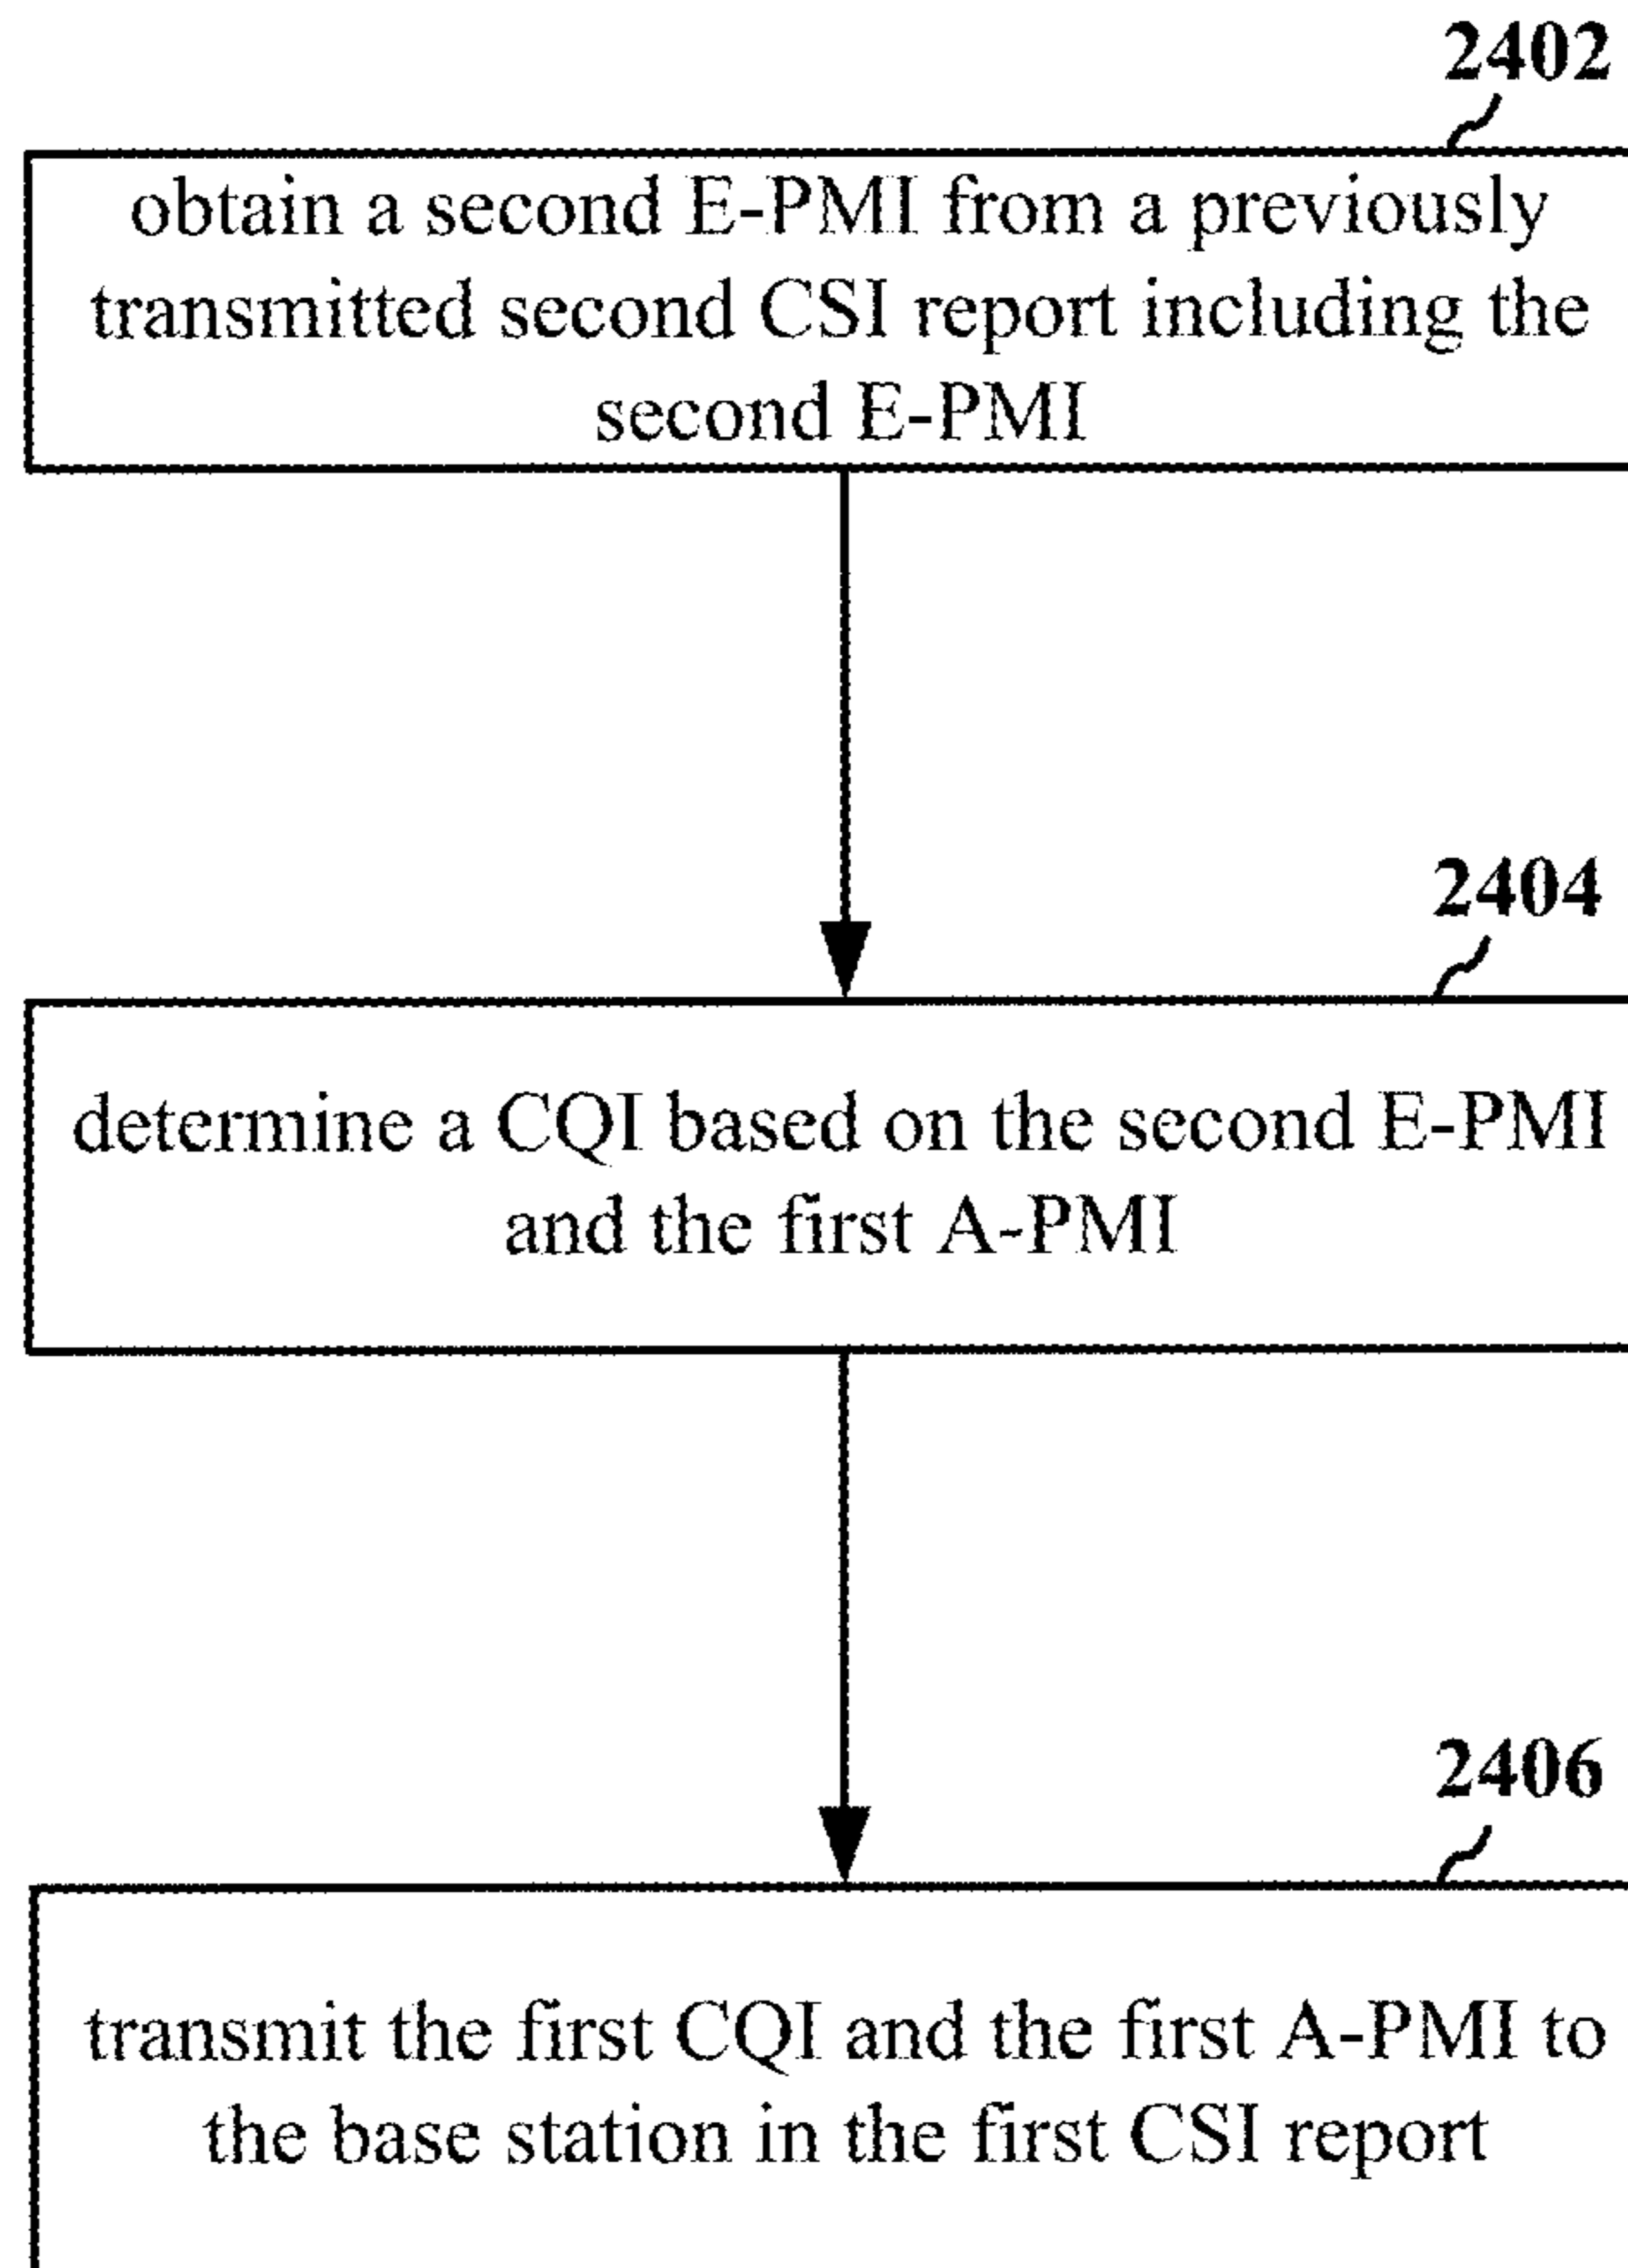 2402
obtain a second E-PMI from a previously
transmitted second CSI report including the
second E-PMI
2404
determine a CQI based on the second E-PMI
and the first A-PMI
2406
transmit the first CQI and the first A-PMI to
the base station in the first CSI report